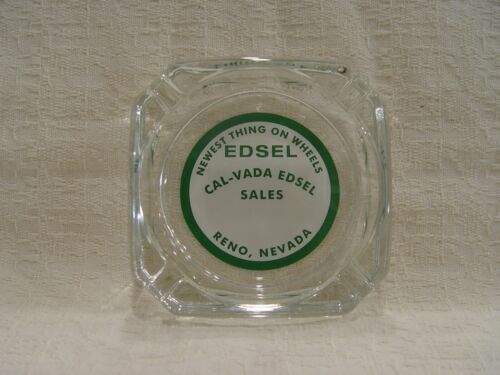 NEWEST THING ON WHEELS
EDSEL
CAL-VADA EDSEL
SALES
RENO, NEVADA